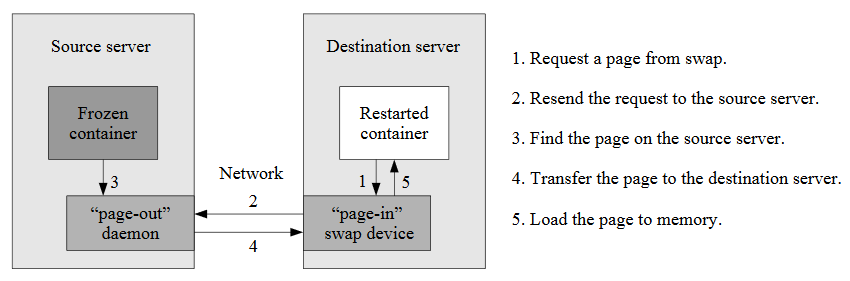 Source server
Destination server
Frozen
container
Restarted
container
3
Network
1
5
2
“page-out”
daemon
“page-in”
swap device
4
1. Request a page from swap.
2. Resend the request to the source server.
3. Find the page on the source server.
4. Transfer the page to the destination server.
5. Load the page to memory.